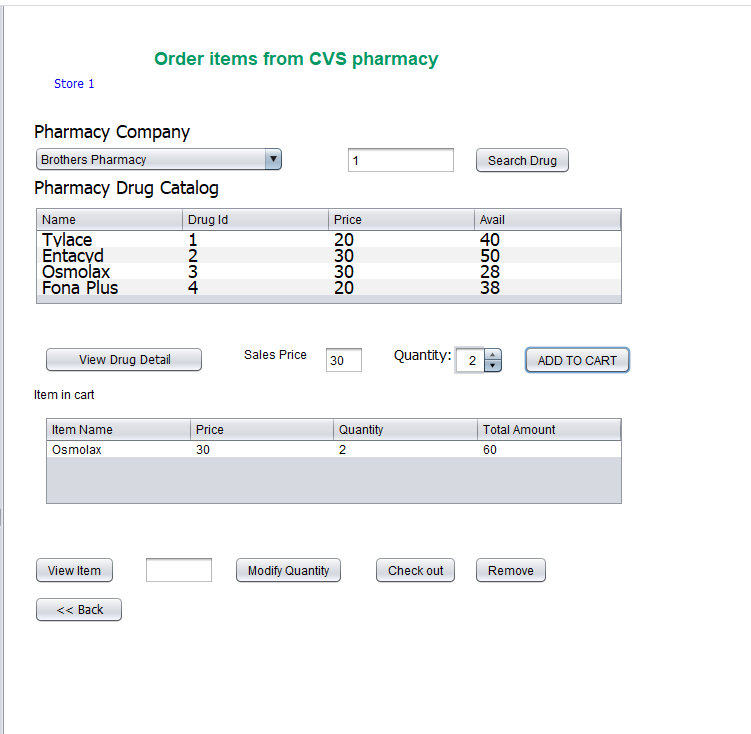 Order items from CVS pharmacy
Store 1
Pharmacy Company
Brothers Pharmacy 1 Search Drug
Pharmacy Drug Catalog
Name Drug Id Price Avail
Tylace 1 20 40
Entacyd 2 30 50
Osmolax 3 30 28
Fona Plus 4 20 38
View Drug Detail Sales Price 30 Quantity: 2 ADD TO CART
Item in cart
Item Name Price Quantity Total Amount
Osmolax 30 2 60
View Item Modify Quantity Check out Remove
<< Back